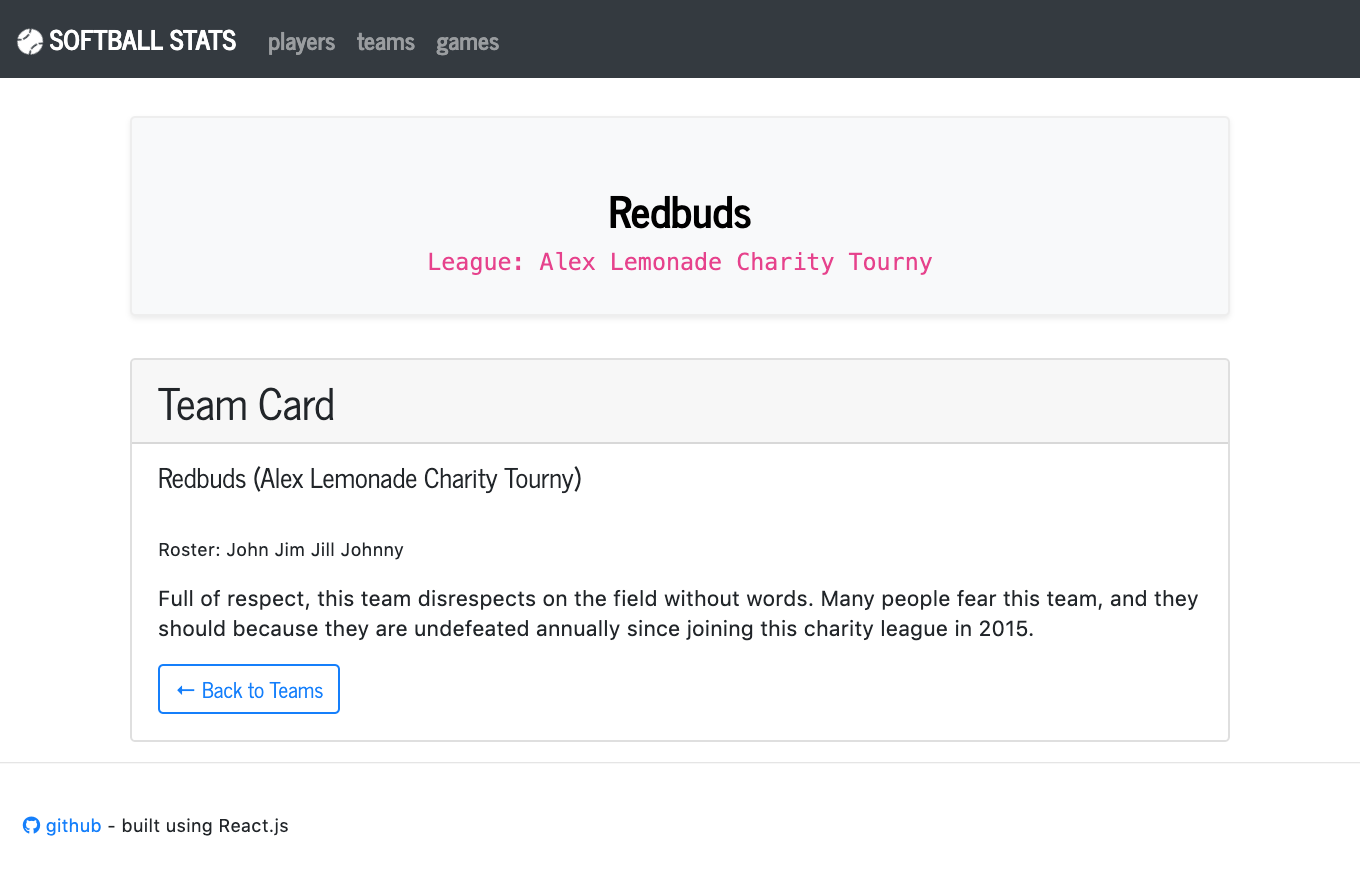 SOFTBALL STATS players teams games
Redbuds
League: Alex Lemonade Charity Tourny
Team Card
Redbuds (Alex Lemonade Charity Tourny)
Roster: John Jim Jill Johnny
Full of respect, this team disrespects on the field without words. Many people fear this team, and they
should because they are undefeated annually since joining this charity league in 2015.
← Back to Teams
github - built using React.js